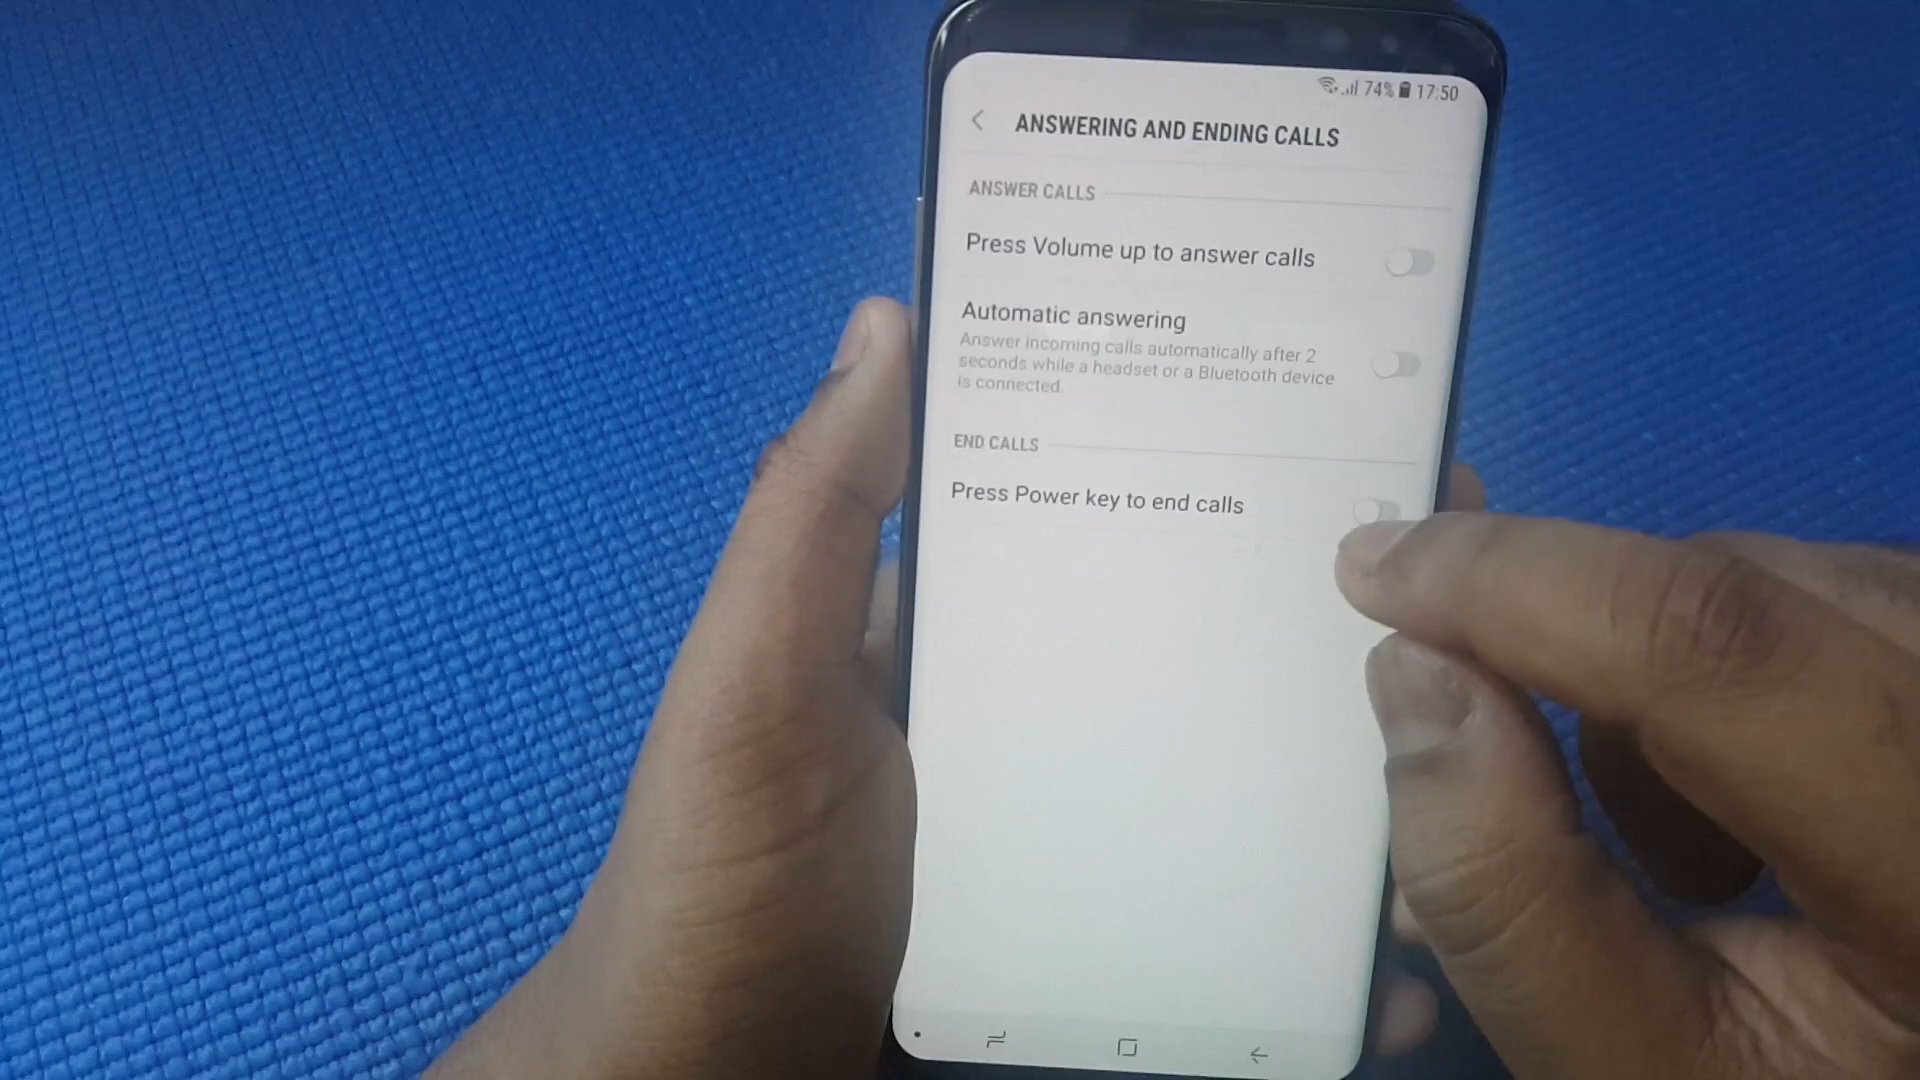 74% 17:50
ANSWERING AND ENDING CALLS
ANSWER CALLS
Press Volume up to answer calls
Automatic answering
Answer incoming calls automatically after 2
seconds while a headset or a Bluetooth device
is connected.
END CALLS
Press Power key to end calls